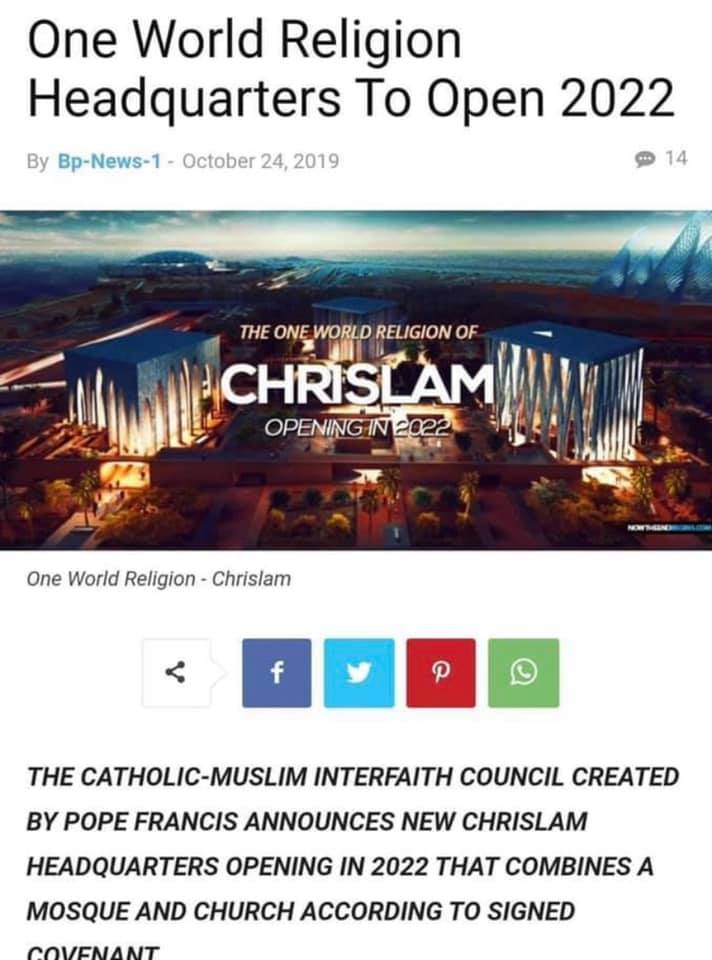 One World Religion
Headquarters To Open 2022
By Bp-News-1 - October 24, 2019
14
THE ONE WORLD RELIGION OF
CHRISLAM
OPENING IN 2022
NOWTHEENDBEGINS.COM
One World Religion - Chrislam
THE CATHOLIC-MUSLIM INTERFAITH COUNCIL CREATED
BY POPE FRANCIS ANNOUNCES NEW CHRISLAM
HEADQUARTERS OPENING IN 2022 THAT COMBINES A
MOSQUE AND CHURCH ACCORDING TO SIGNED
COVENANT